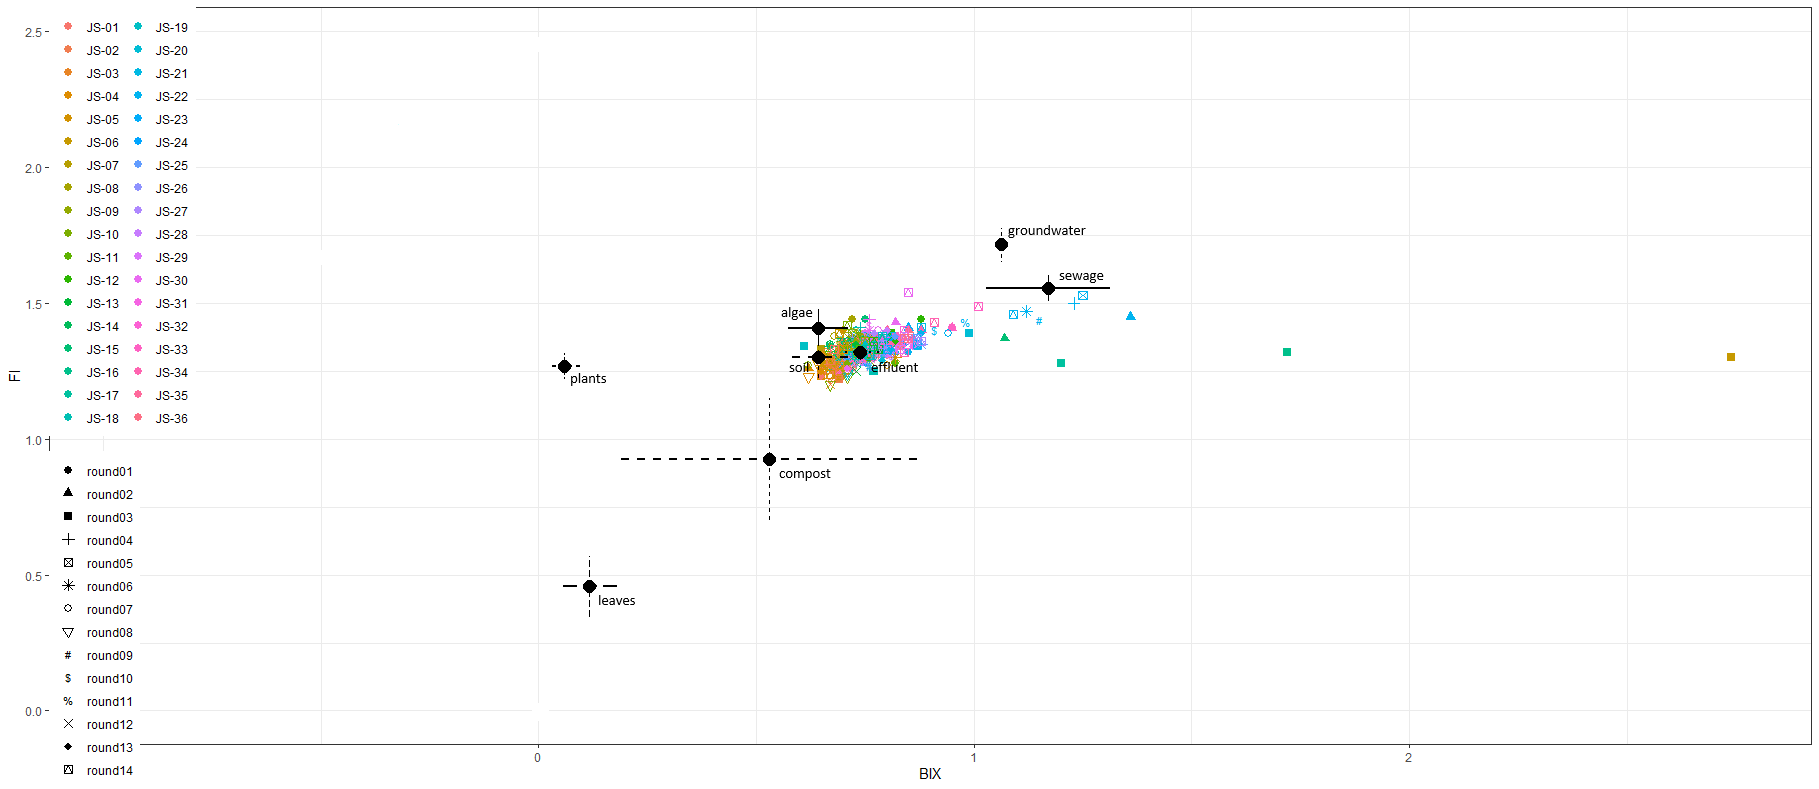 JS-01 JS-19
JS-02 JS-20
JS-03 JS-21
JS-04 JS-22
JS-05 JS-23
JS-06 JS-24
JS-07 JS-25
JS-08 JS-26
JS-09 JS-27
JS-10 JS-28
JS-11 JS-29
JS-12 JS-30
JS-13 JS-31
JS-14 JS-32
JS-15 JS-33
JS-16 JS-34
JS-17 JS-35
JS-18 JS-36
round01
round02
round03
round04
round05
round06
round07
round08
# round09
$ round10
% round11
round12
round13
round14
2.5
2.0
1.5
1.0
0.5
0.0
FI
groundwater
sewage
algae
soil
effluent
plants
compost
leaves
%
$
#
0 1 2
BIX